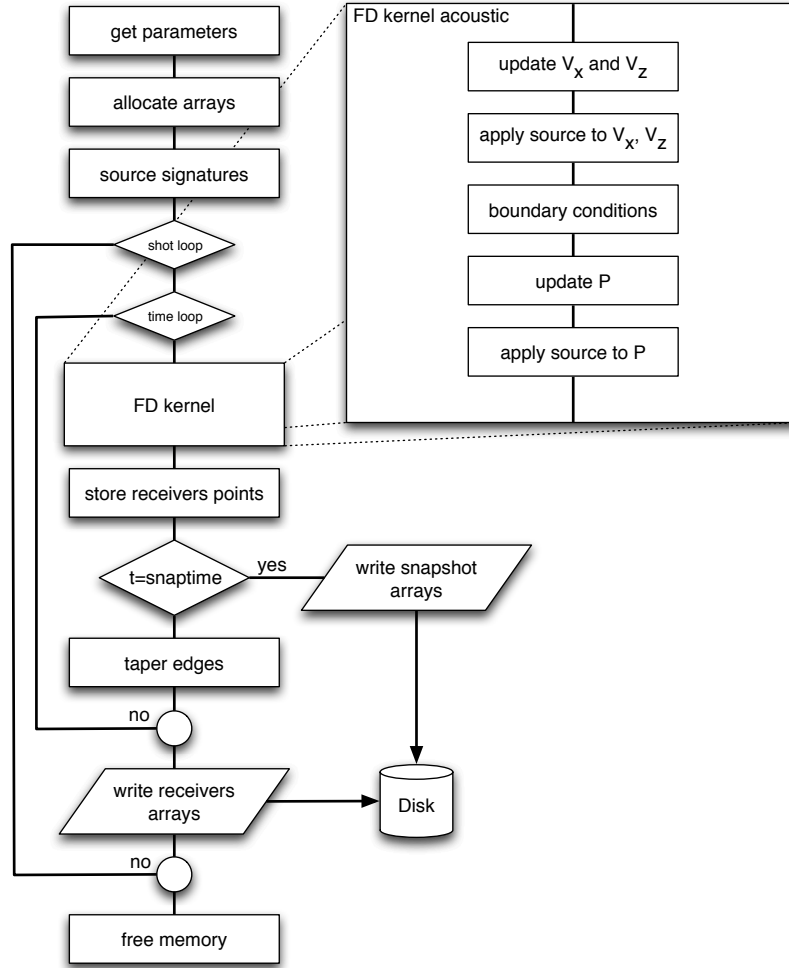 get parameters
allocate arrays
source signatures
shot loop
time loop
FD kernel
store receivers points
t=snaptime
yes
write snapshot
arrays
taper edges
no
write receivers
arrays
Disk
no
free memory
FD kernel acoustic
update Vx and Vz
apply source to Vx, Vz
boundary conditions
update P
apply source to P